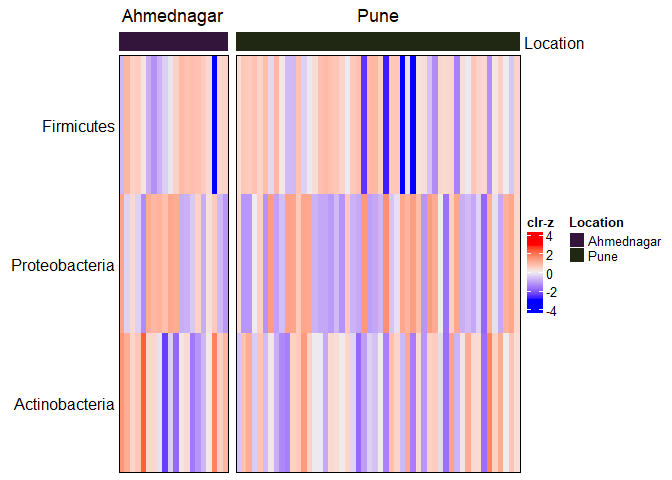 Ahmednagar Pune
Location
Firmicutes
Proteobacteria
Actinobacteria
clr-z Location
4
2
0
-2
-4
Ahmednagar
Pune